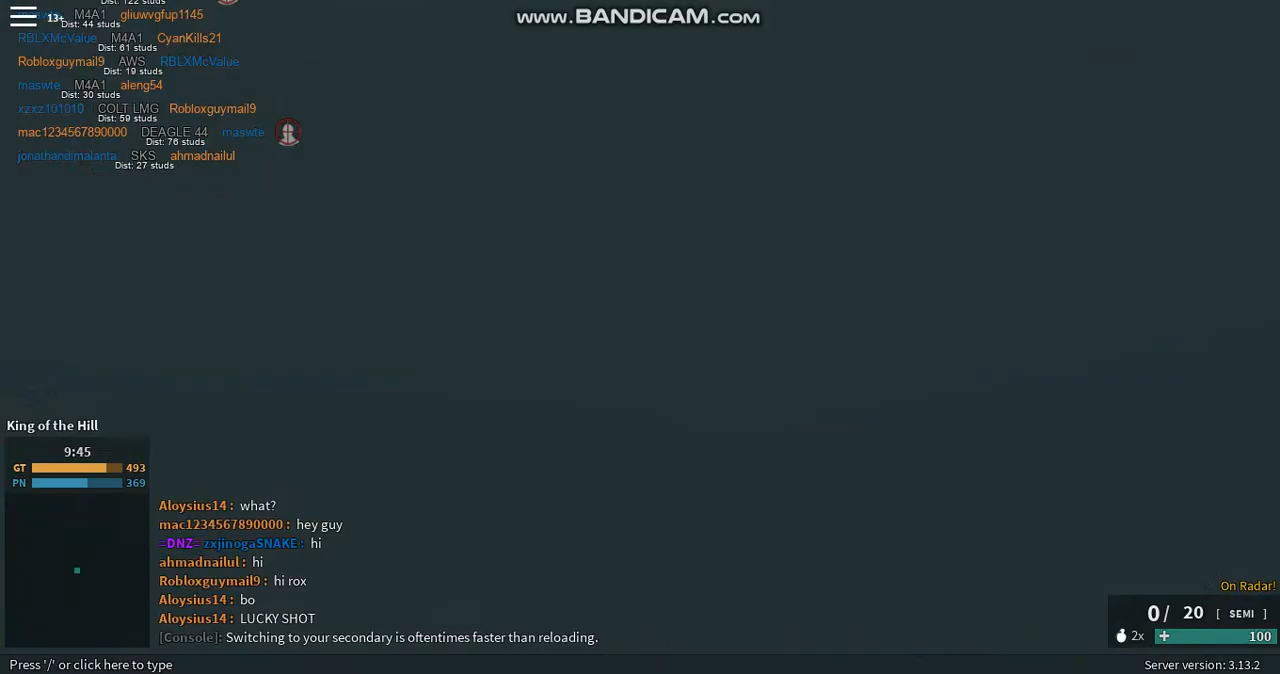 Dist: 122 studs
M4A1 gliuwvgfup1145
Dist: 44 studs
13+
www.BANDICAM.com
RBLXMcValue M4A1 CyanKills21
Dist: 61 studs
Robloxguymail9 AWS RBLXMcValue
Dist: 19 studs
maswte M4A1 aleng54
Dist: 30 studs
xzxz101010 COLT LMG Robloxguymail9
Dist: 59 studs
mac1234567890000 DEAGLE 44 maswte
Dist: 76 studs
jonathandimalanta SKS ahmadnailul
Dist: 27 studs
King of the Hill
9:45
GT 493
PN 369
Aloysius14 : what?
mac1234567890000 : hey guy
=DNZ= zxjinogaSNAKE : hi
ahmadnailul : hi
Robloxguymail9 : hi rox
Aloysius14 : bo
Aloysius14 : LUCKY SHOT
[Console]: Switching to your secondary is oftentimes faster than reloading.
On Radar!
0/ 20 [ SEMI ]
2x + 100
Press '/' or click here to type
Server version: 3.13.2